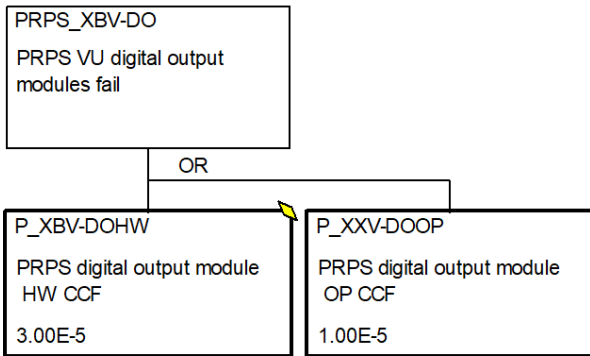 PRPS_XBV-DO
PRPS VU digital output
modules fail
OR
P_XBV-DOHW
PRPS digital output module
HW CCF
3.00E-5
P_XXV-DOOP
PRPS digital output module
OP CCF
1.00E-5